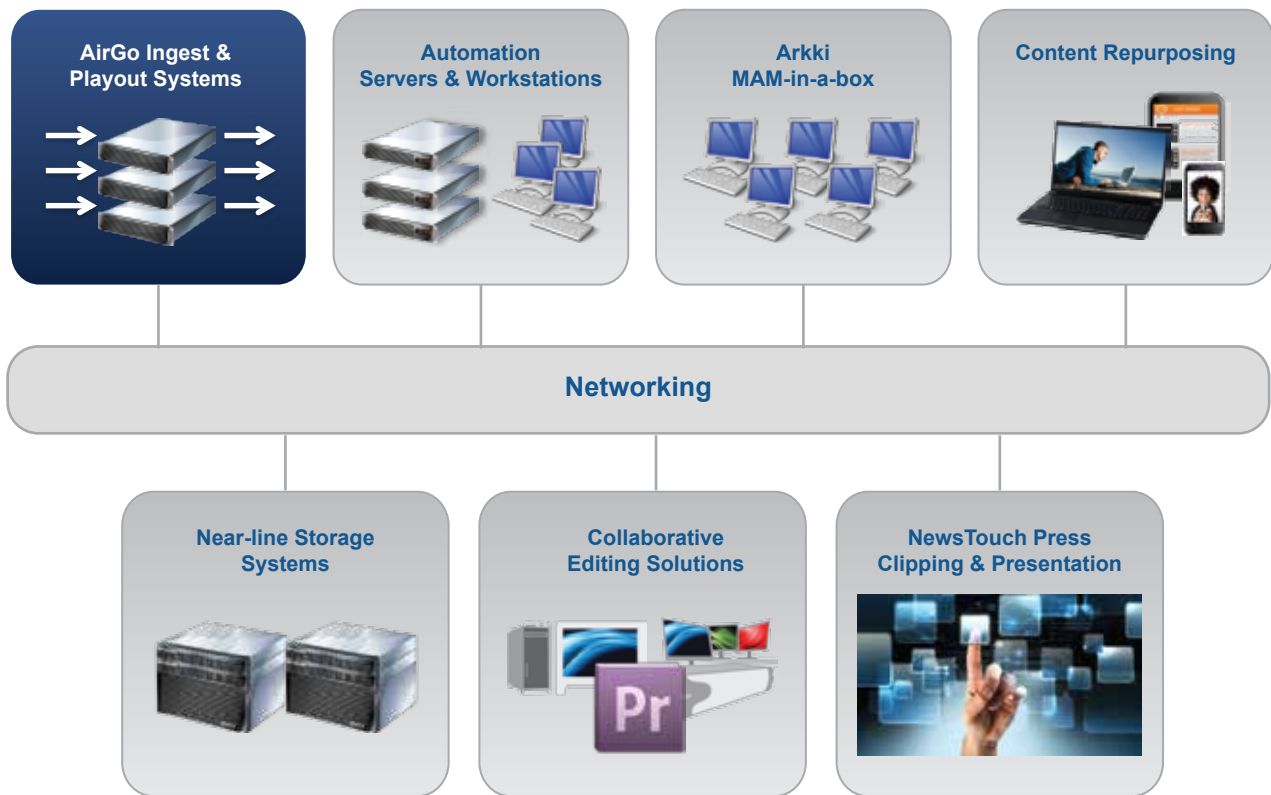 AirGo Ingest &
Playout Systems
Automation
Servers & Workstations
Arkki
MAM-in-a-box
Content Repurposing
Networking
Near-line Storage
Systems
Collaborative
Editing Solutions
Pr
NewsTouch Press
Clipping & Presentation